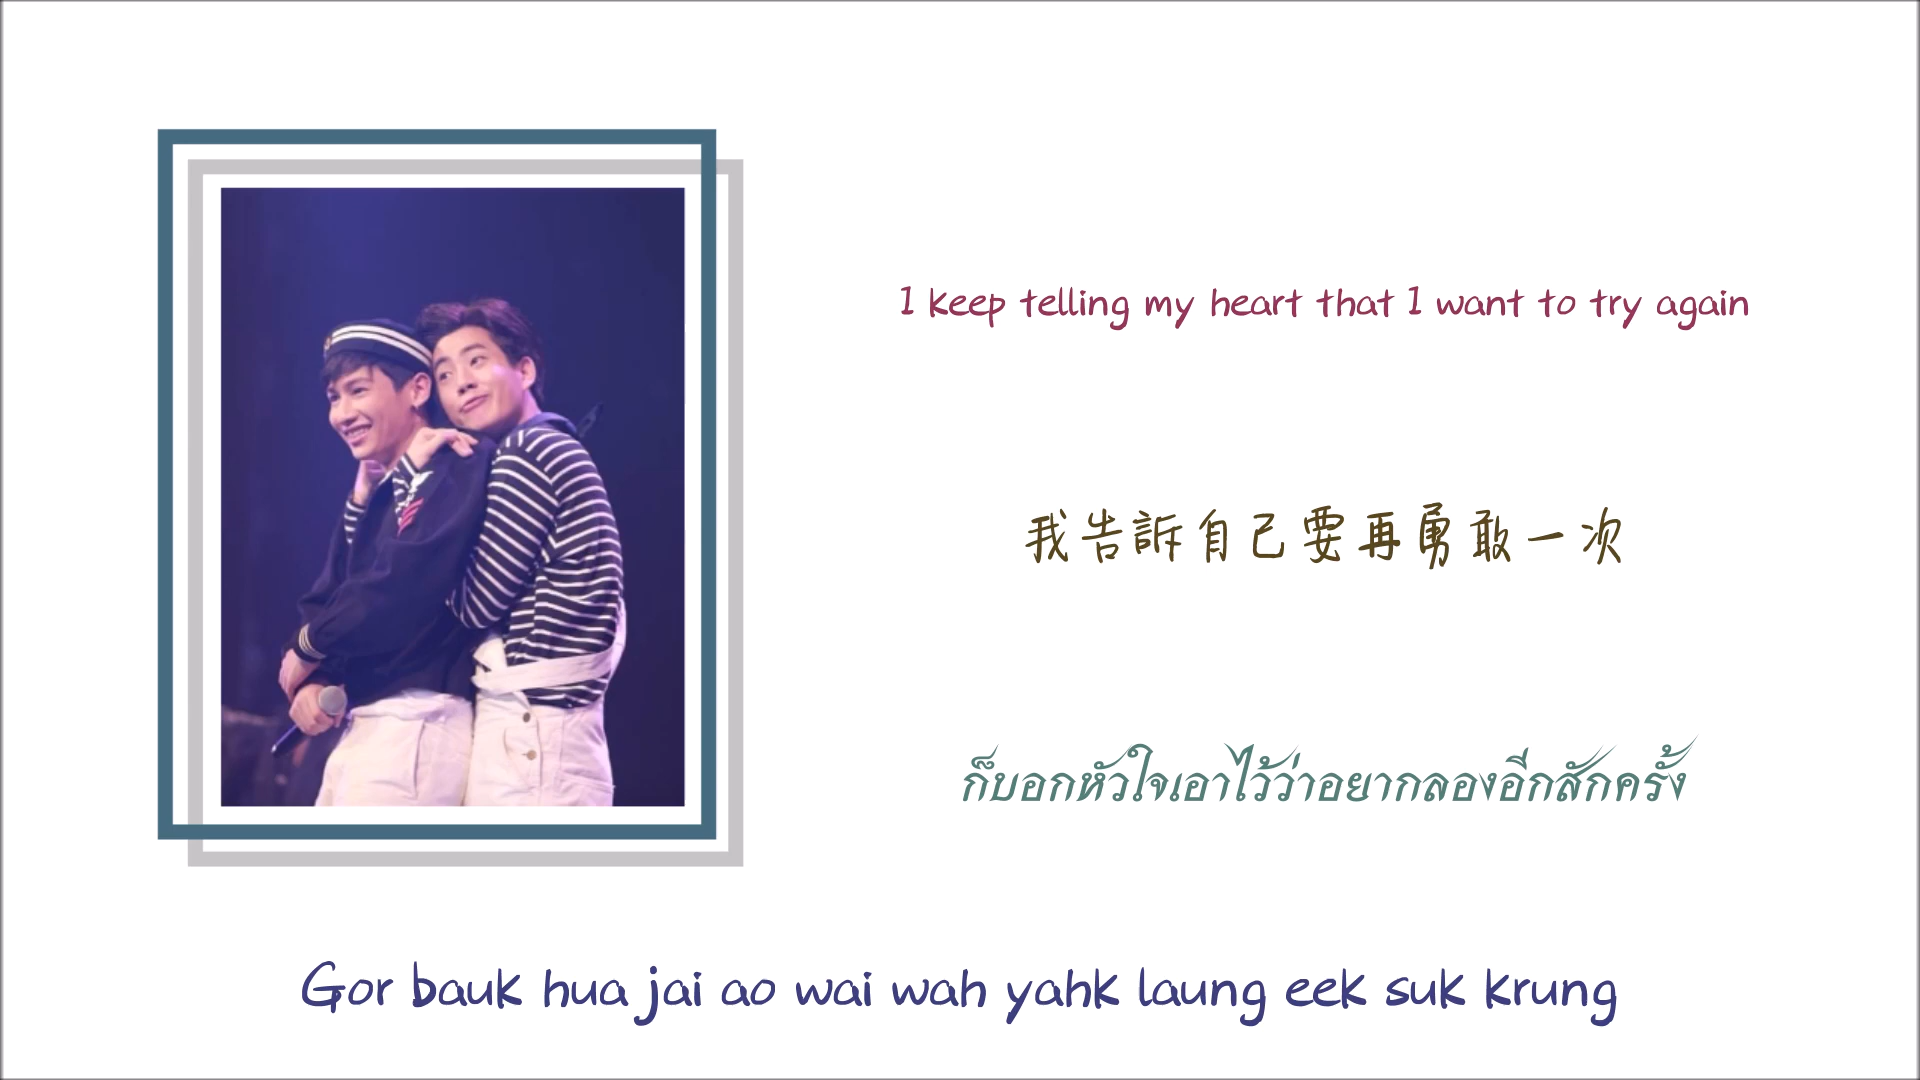 I keep telling my heart that I want to try again
我告訴自己要再勇敢一次
ก็บอกหัวใจเอาไว้ว่าอยากลองอีกสักครั้ง
Gor bauk hua jai ao wai wah yahk laung eek suk krung